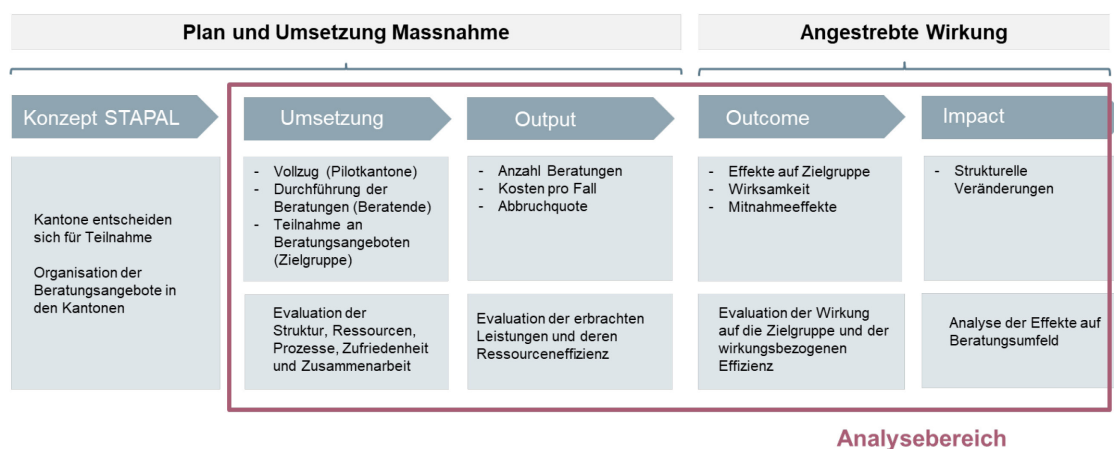 Plan und Umsetzung Massnahme
Angestrebte Wirkung
Konzept STAPAL
Umsetzung
Output
Outcome
Impact
Kantone entscheiden
sich für Teilnahme
Organisation der
Beratungsangebote in
den Kantonen
- Vollzug (Pilotkantone)
- Durchführung der
Beratungen (Beratende)
- Teilnahme an
Beratungsangeboten
(Zielgruppe)
- Anzahl Beratungen
- Kosten pro Fall
- Abbruchquote
- Effekte auf Zielgruppe
- Wirksamkeit
- Mitnahmeeffekte
- Strukturelle
Veränderungen
Evaluation der
Struktur, Ressourcen,
Prozesse, Zufriedenheit
und Zusammenarbeit
Evaluation der erbrachten
Leistungen und deren
Ressourceneffizienz
Evaluation der Wirkung
auf die Zielgruppe und der
wirkungsbezogenen
Effizienz
Analyse der Effekte auf
Beratungsumfeld
Analysebereich